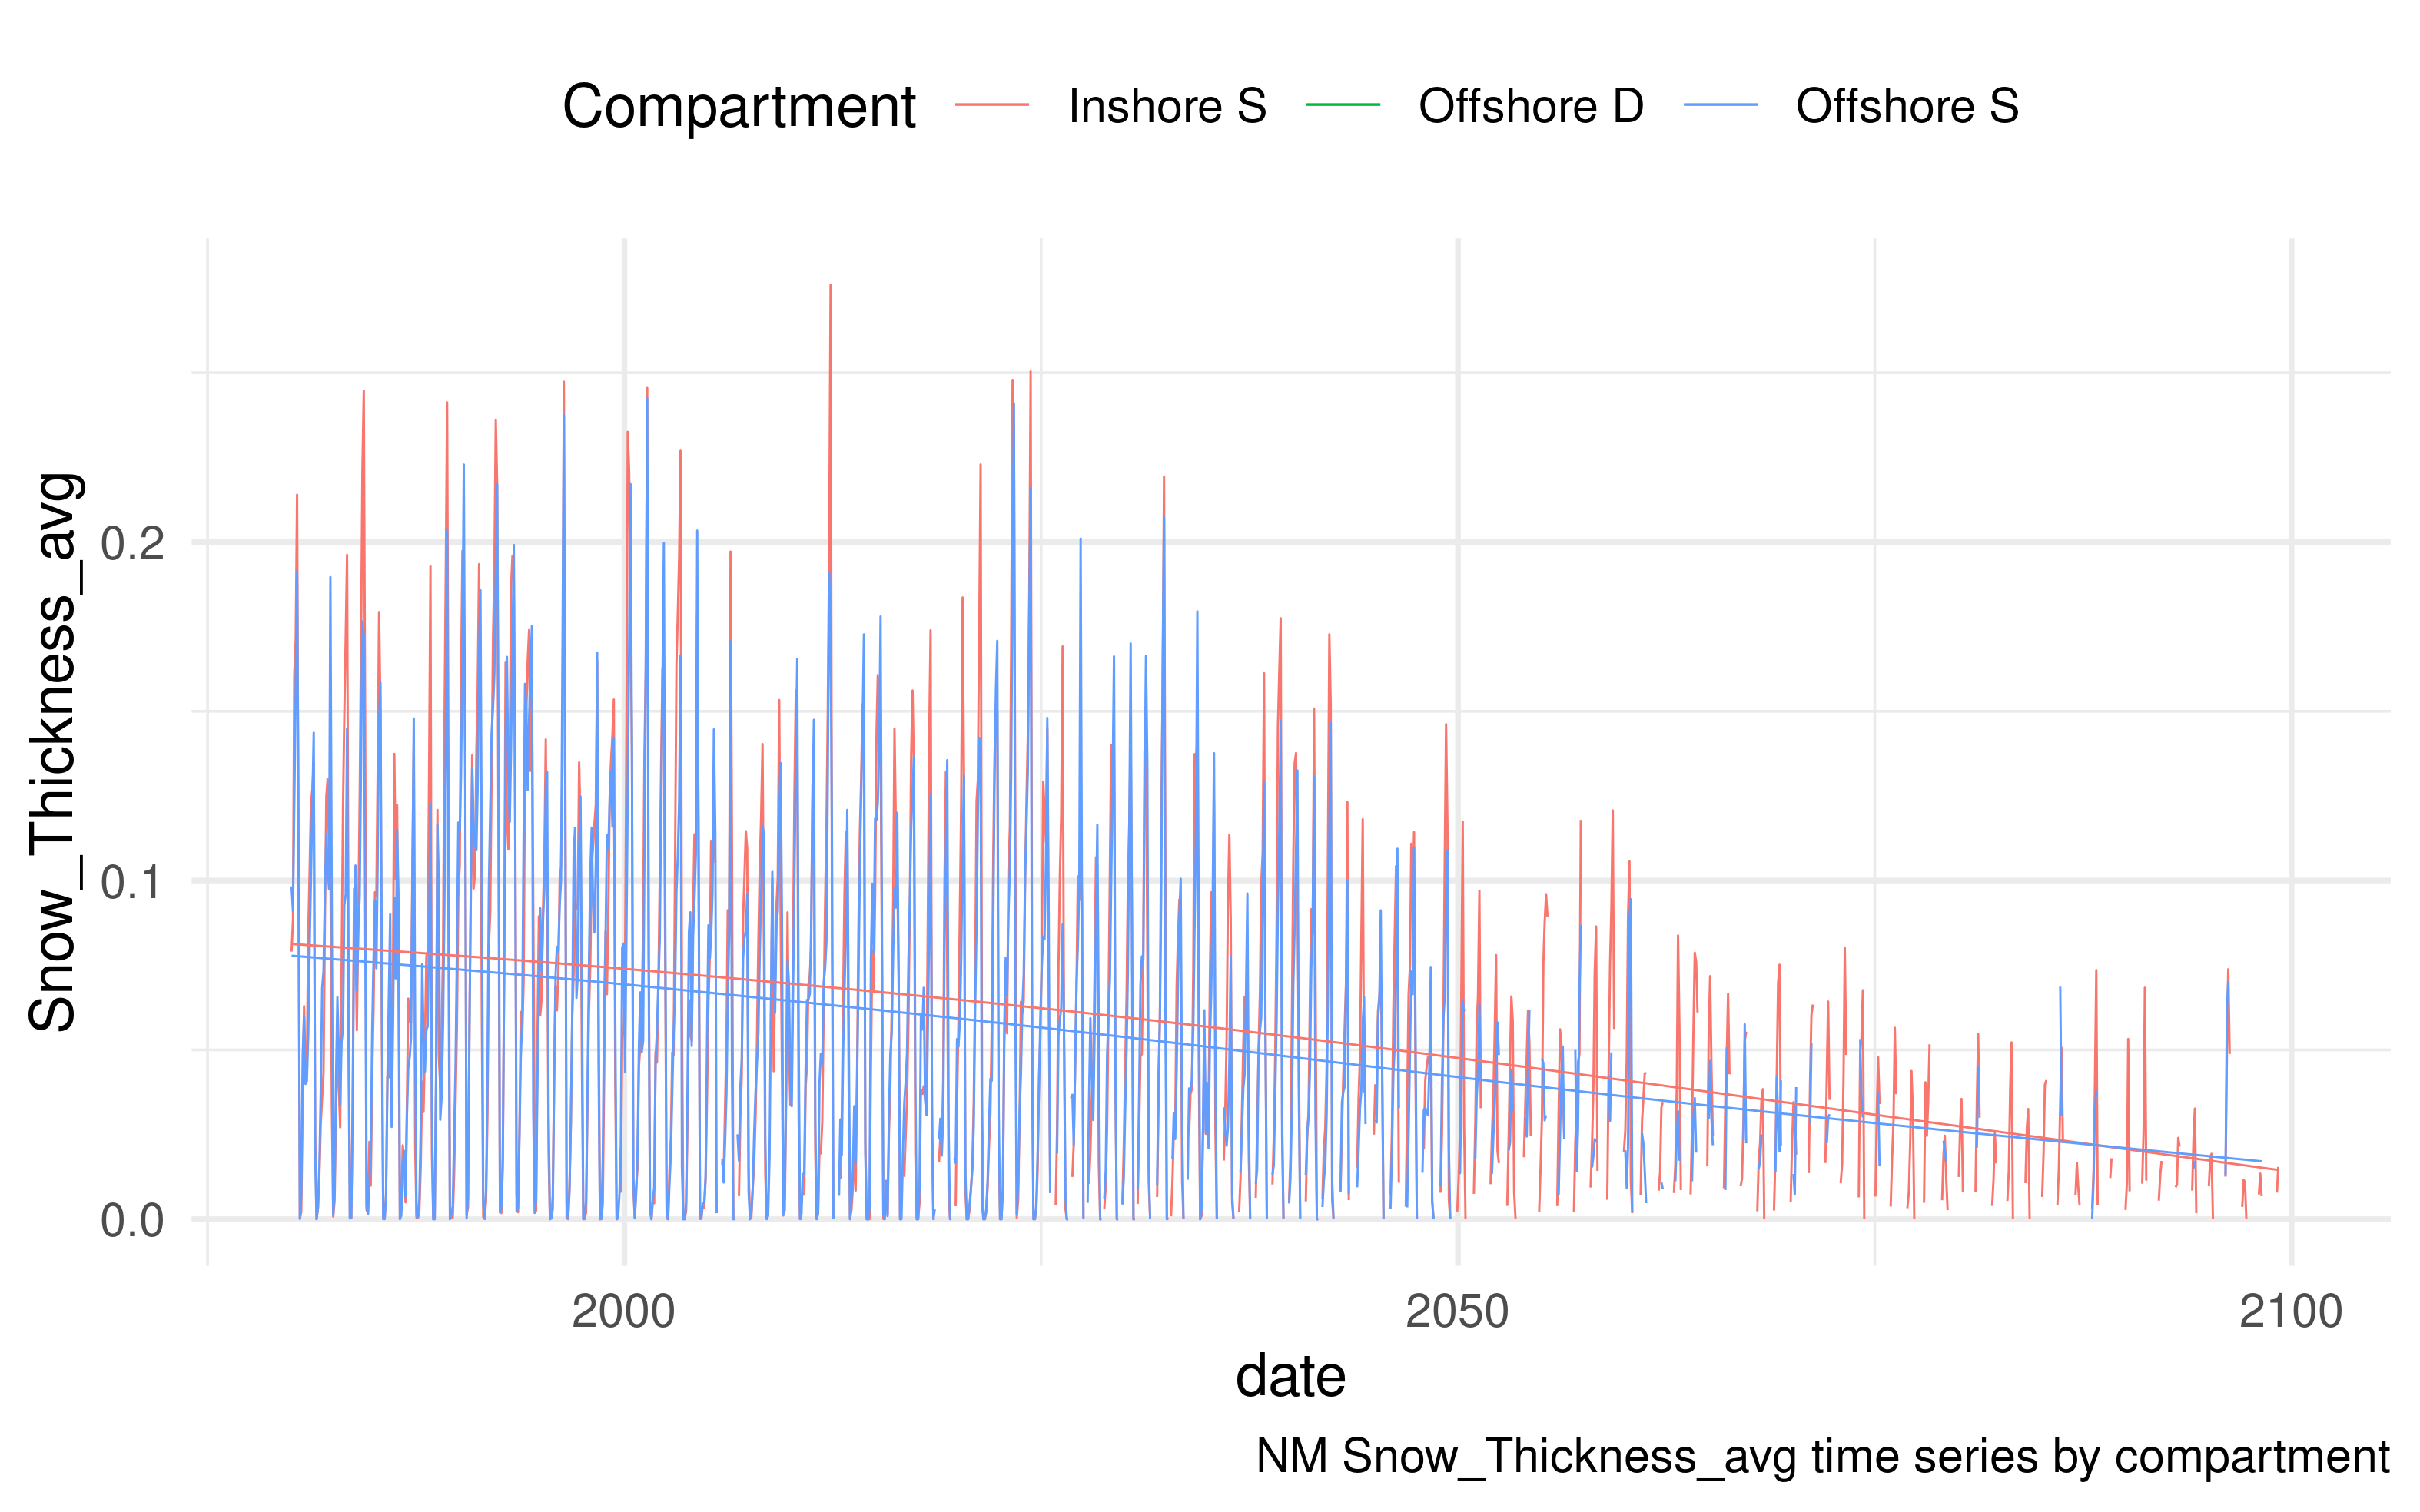 Compartment Inshore S Offshore D Offshore S
Snow_Thickness_avg
0.2
0.1
0.0
2000 2050 2100
date
NM Snow_Thickness_avg time series by compartment